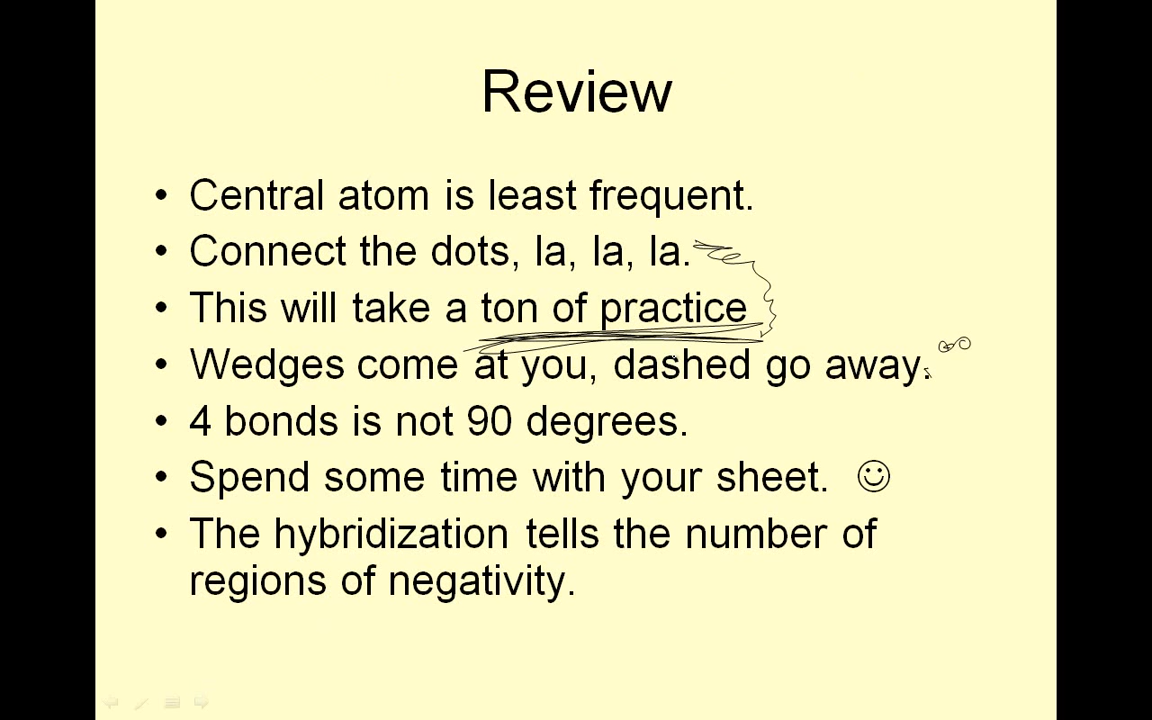 Review
• Central atom is least frequent.
• Connect the dots, la, la, la.
• This will take a ton of practice
• Wedges come at you, dashed go away.
• 4 bonds is not 90 degrees.
• Spend some time with your sheet. ☺
• The hybridization tells the number of
regions of negativity.